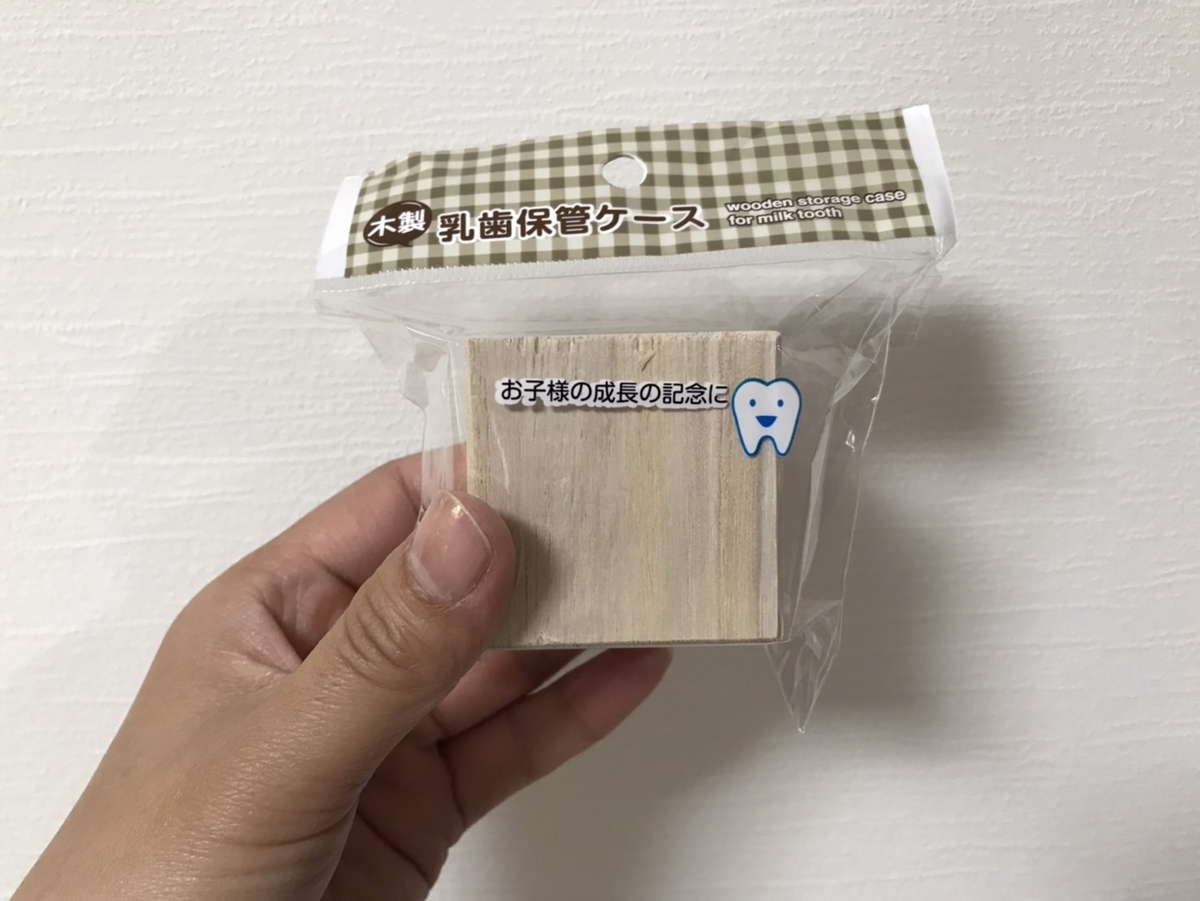 木製 乳歯保管ケース
wooden storage case
for milk tooth
お子様の成長の記念に